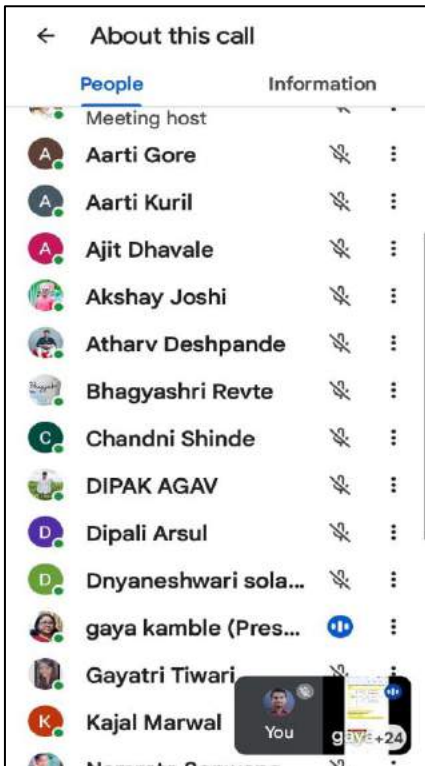 About this call
People Information
Meeting host
A Aarti Gore
A Aarti Kuril
A Ajit Dhavale
Akshay Joshi
Atharv Deshpande
Bhagyashri Revte
C Chandni Shinde
DIPAK AGAV
D Dipali Arsul
D Dnyaneshwari sola...
gaya kamble (Pres...
Gayatri Tiwari
K Kajal Marwal
You gaya +24